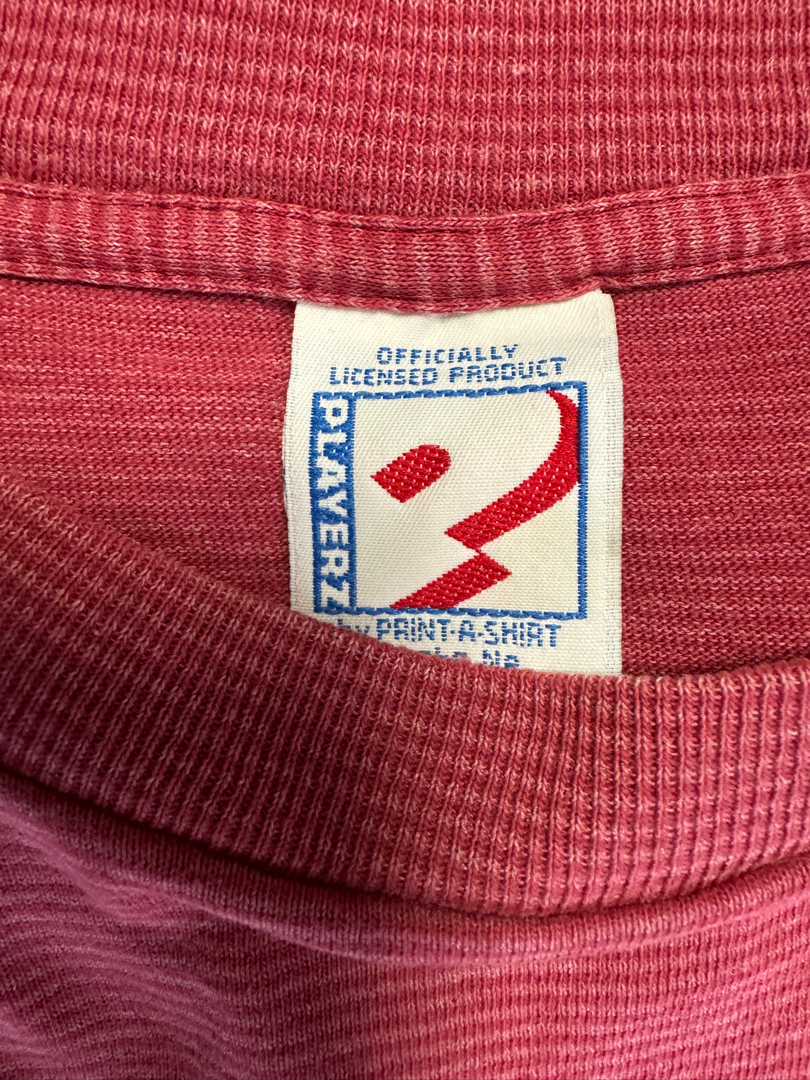 OFFICIALLY
LICENSED PRODUCT
PLAYERZ
by PRINT-A-SHIRT